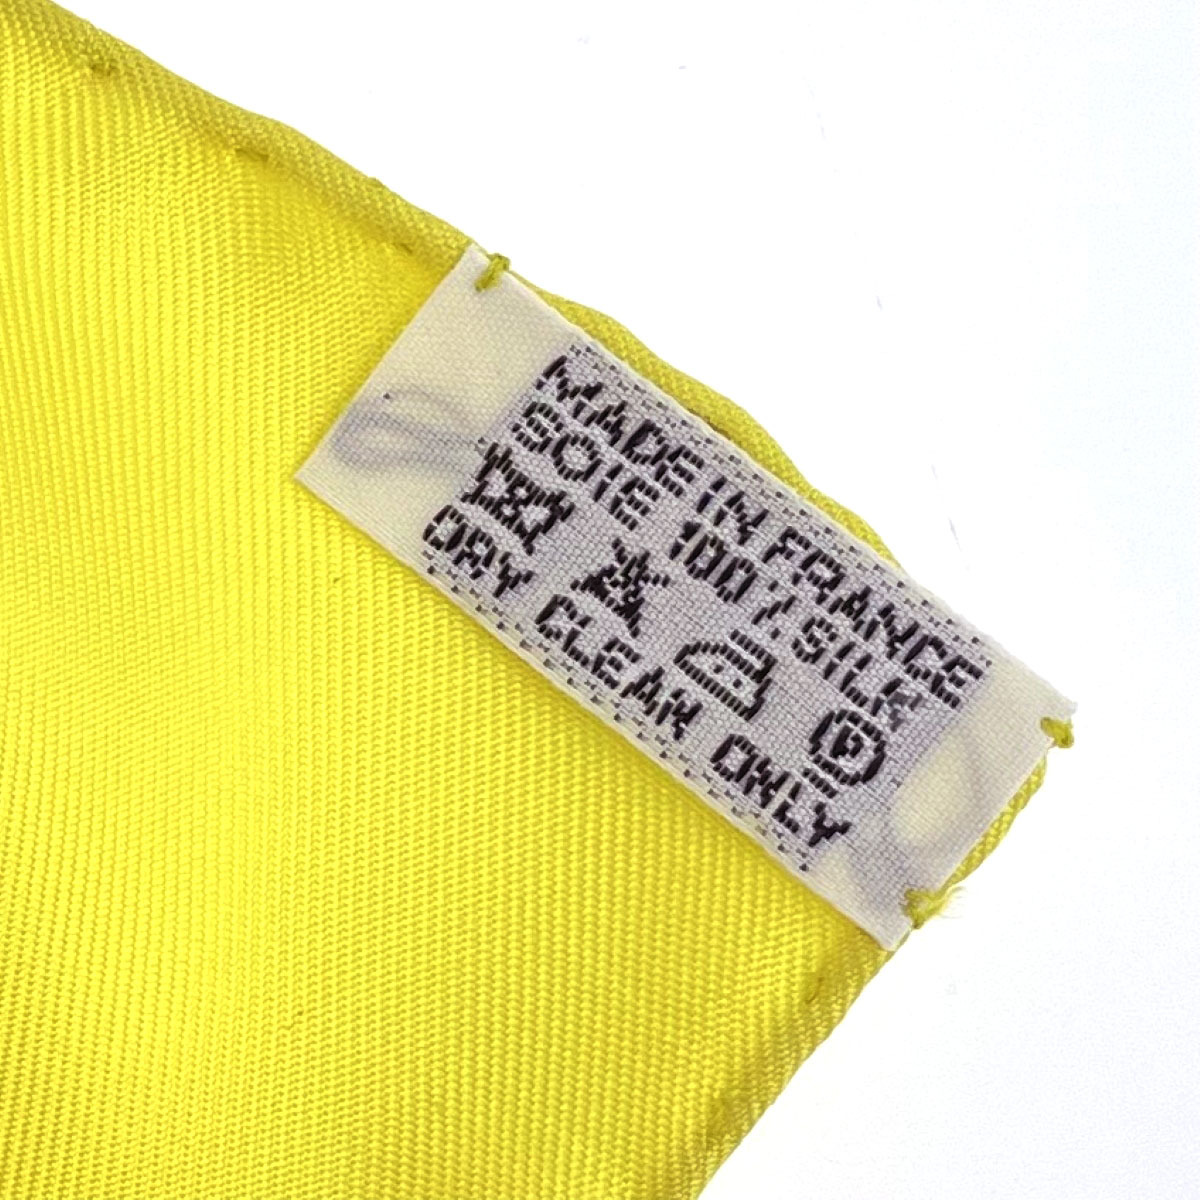 MADE IN FRANCE
SOIE 100% SILK
P
DRY CLEAN ONLY